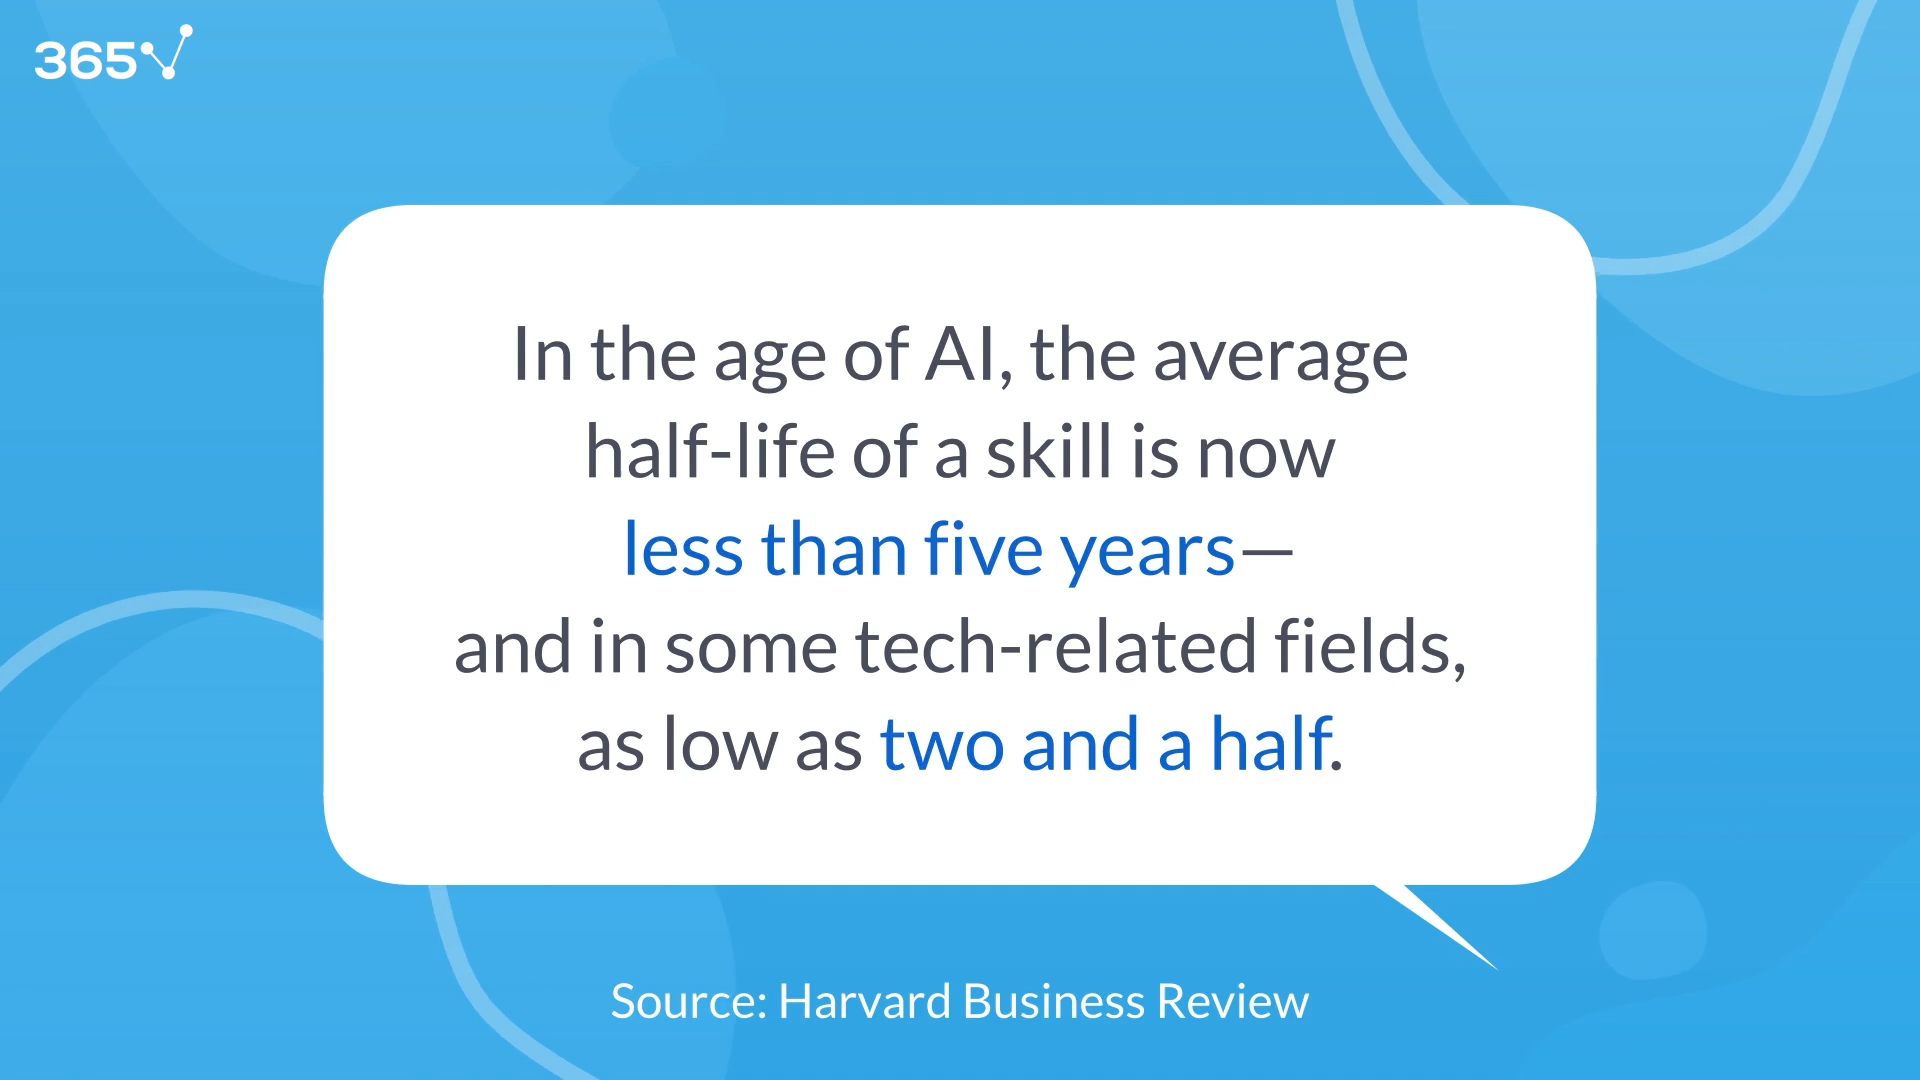 365
In the age of AI, the average
half-life of a skill is now
less than five years—
and in some tech-related fields,
as low as two and a half.
Source: Harvard Business Review